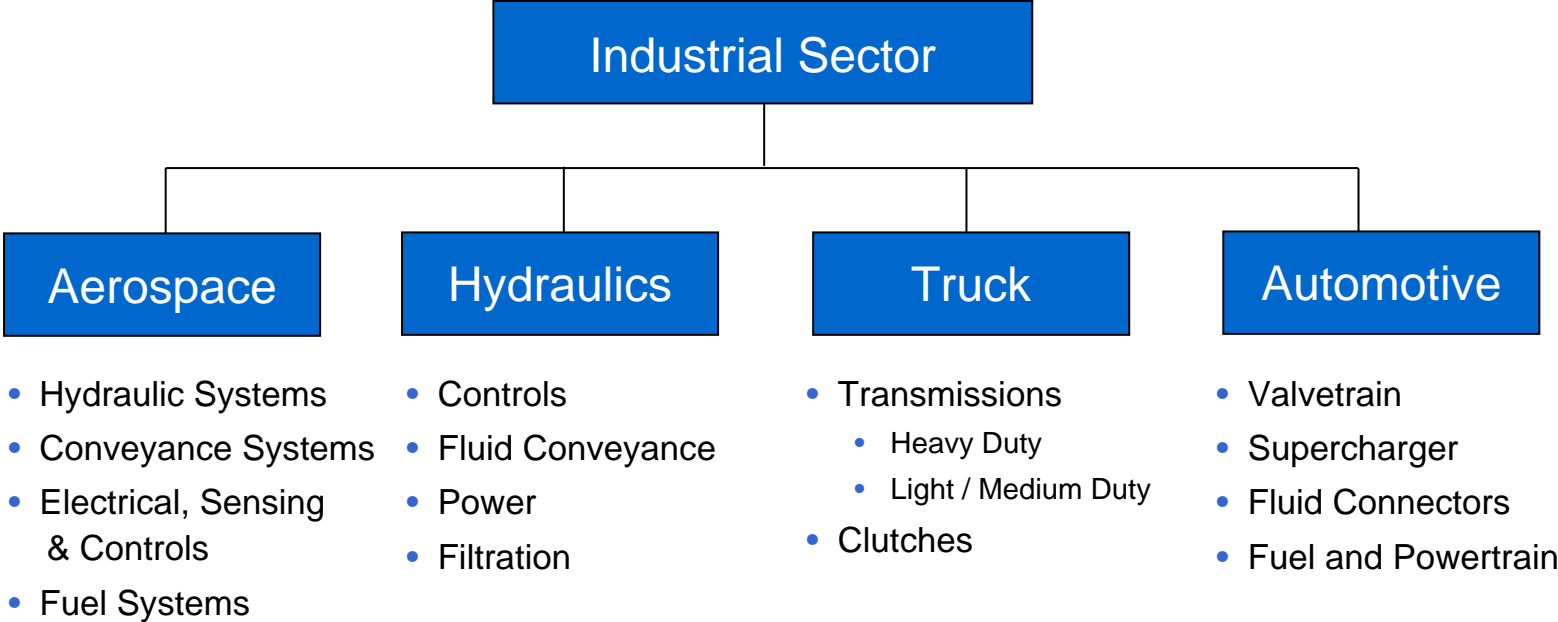 Industrial Sector
Aerospace
Hydraulics
Truck
Automotive
• Hydraulic Systems
• Conveyance Systems
• Electrical, Sensing
& Controls
• Fuel Systems
• Controls
• Fluid Conveyance
• Power
• Filtration
• Transmissions
• Heavy Duty
• Light / Medium Duty
• Clutches
• Valvetrain
• Supercharger
• Fluid Connectors
• Fuel and Powertrain